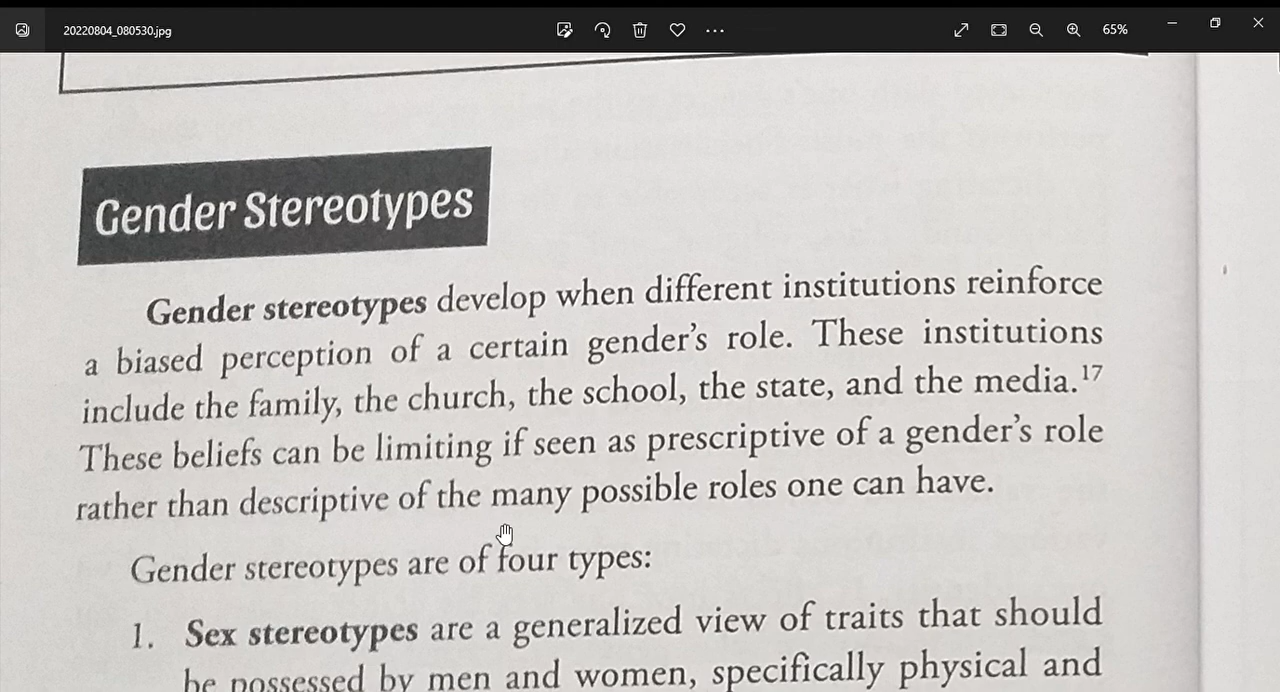 20220804_080530.jpg
65%
Gender Stereotypes
Gender stereotypes develop when different institutions reinforce
a biased perception of a certain gender's role. These institutions
include the family, the church, the school, the state, and the media.17
These beliefs can be limiting if seen as prescriptive of a gender's role
rather than descriptive of the many possible roles one can have.
Gender stereotypes are of four types:
1. Sex stereotypes are a generalized view of traits that should
be possessed by men and women, specifically physical and